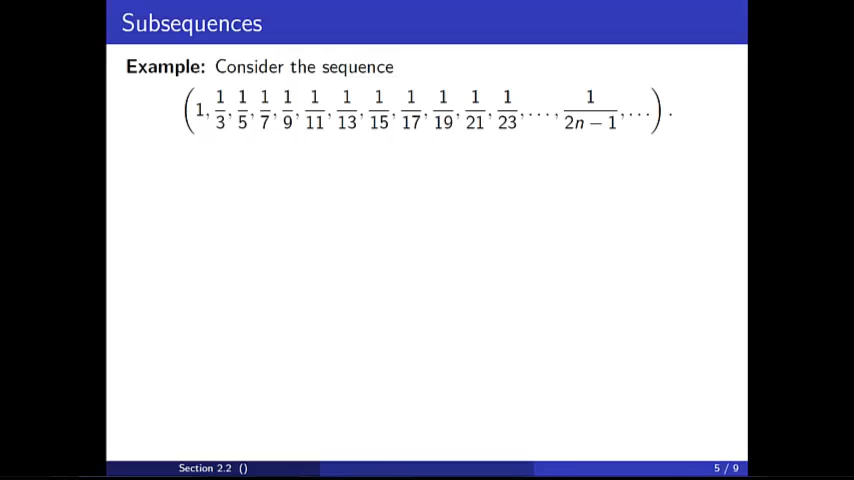 Subsequences
Example: Consider the sequence
(1, 1/3, 1/5, 1/7, 1/9, 1/11, 1/13, 1/15, 1/17, 1/19, 1/21, 1/23, ..., 1/(2n − 1), ...).
Section 2.2 () 5 / 9